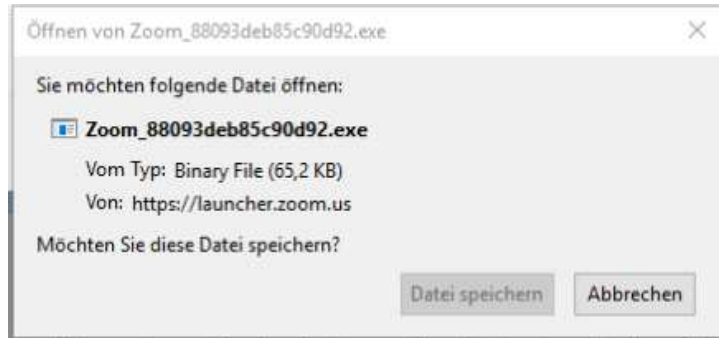 Öffnen von Zoom_88093deb85c90d92.exe
Sie möchten folgende Datei öffnen:
Zoom_88093deb85c90d92.exe
Vom Typ: Binary File (65,2 KB)
Von: https://launcher.zoom.us
Möchten Sie diese Datei speichern?
Datei speichern Abbrechen